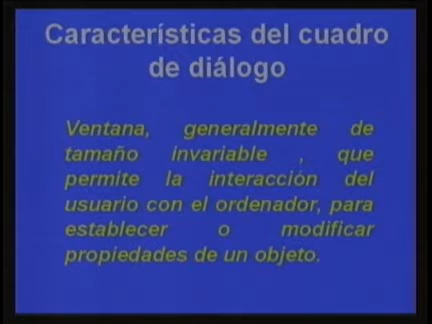 Características del cuadro
de diálogo
Ventana, generalmente de
tamaño invariable , que
permite la interacción del
usuario con el ordenador, para
establecer o modificar
propiedades de un objeto.